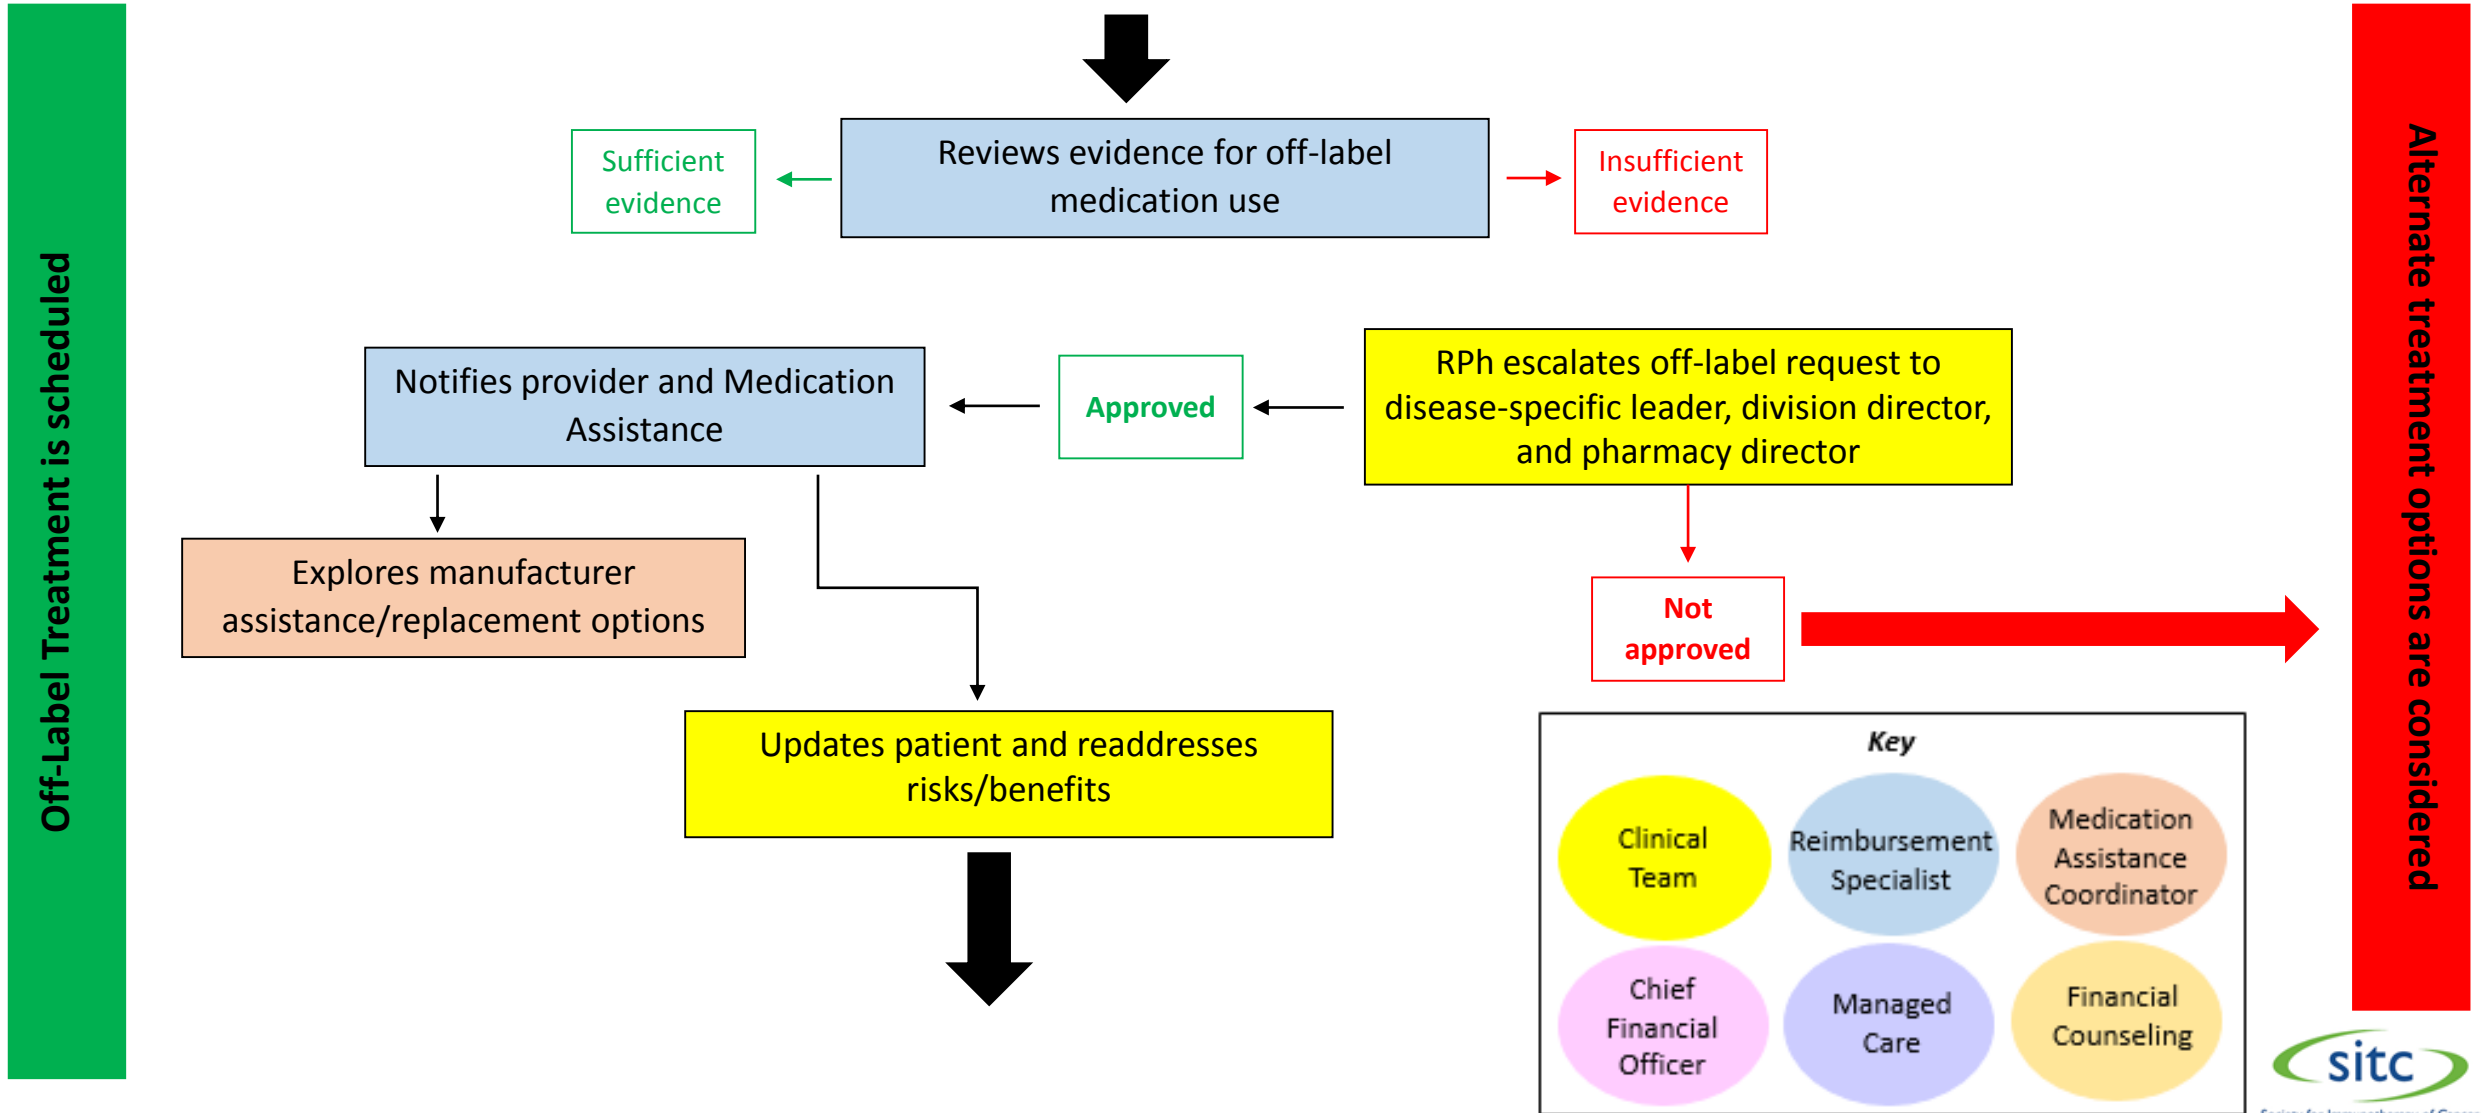 Off-Label Treatment is scheduled
Reviews evidence for off-label
medication use
Sufficient
evidence
Insufficient
evidence
Notifies provider and Medication
Assistance
Approved
RPh escalates off-label request to
disease-specific leader, division director,
and pharmacy director
Explores manufacturer
assistance/replacement options
Not
approved
Updates patient and readdresses
risks/benefits
Key
Clinical
Team
Reimbursement
Specialist
Medication
Assistance
Coordinator
Chief
Financial
Officer
Managed
Care
Financial
Counseling
Alternate treatment options are considered
sitc